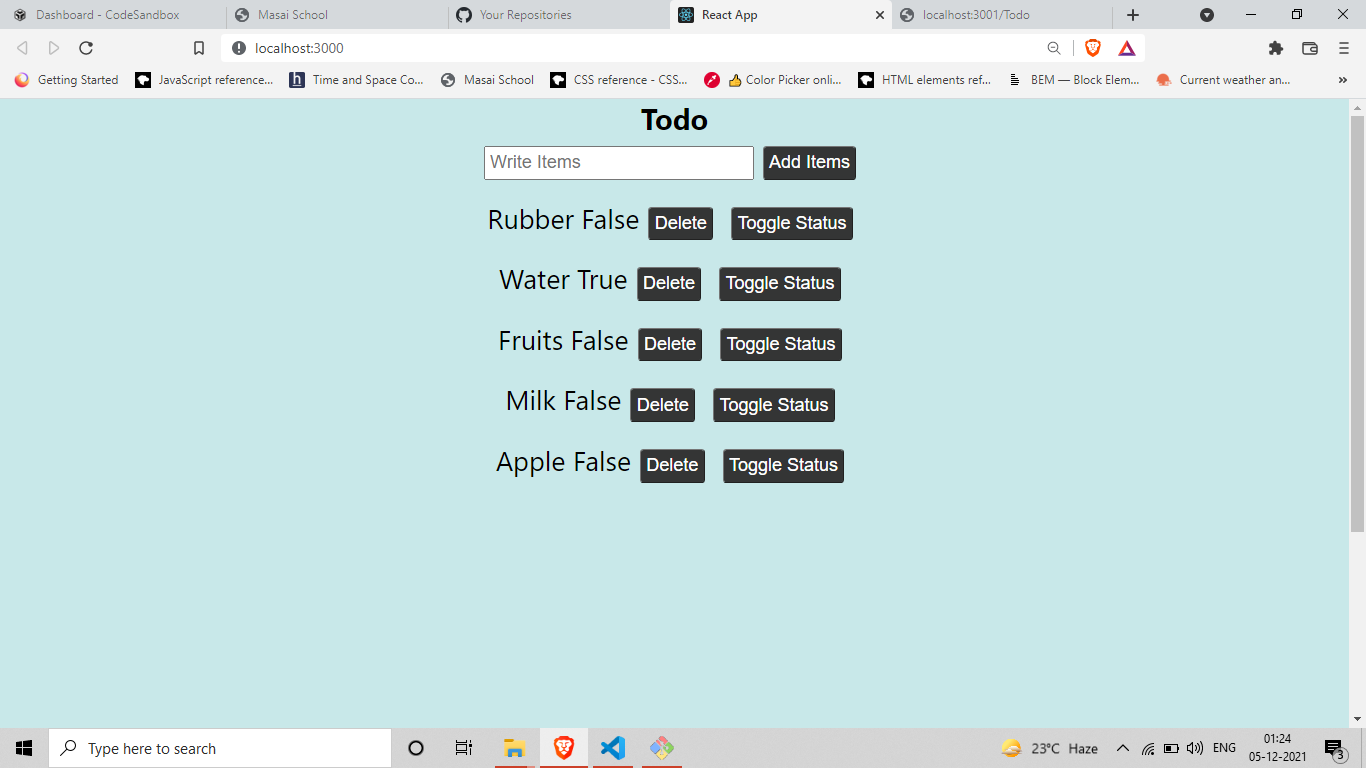 Dashboard - CodeSandbox Masai School Your Repositories React App localhost:3001/Todo
localhost:3000
Getting Started JavaScript reference... Time and Space Co... Masai School CSS reference - CSS... 👍 Color Picker onli... HTML elements ref... BEM — Block Elem... Current weather an... »
Todo
Write Items Add Items
Rubber False Delete Toggle Status
Water True Delete Toggle Status
Fruits False Delete Toggle Status
Milk False Delete Toggle Status
Apple False Delete Toggle Status
Type here to search 23°C Haze ENG 01:24
05-12-2021 3